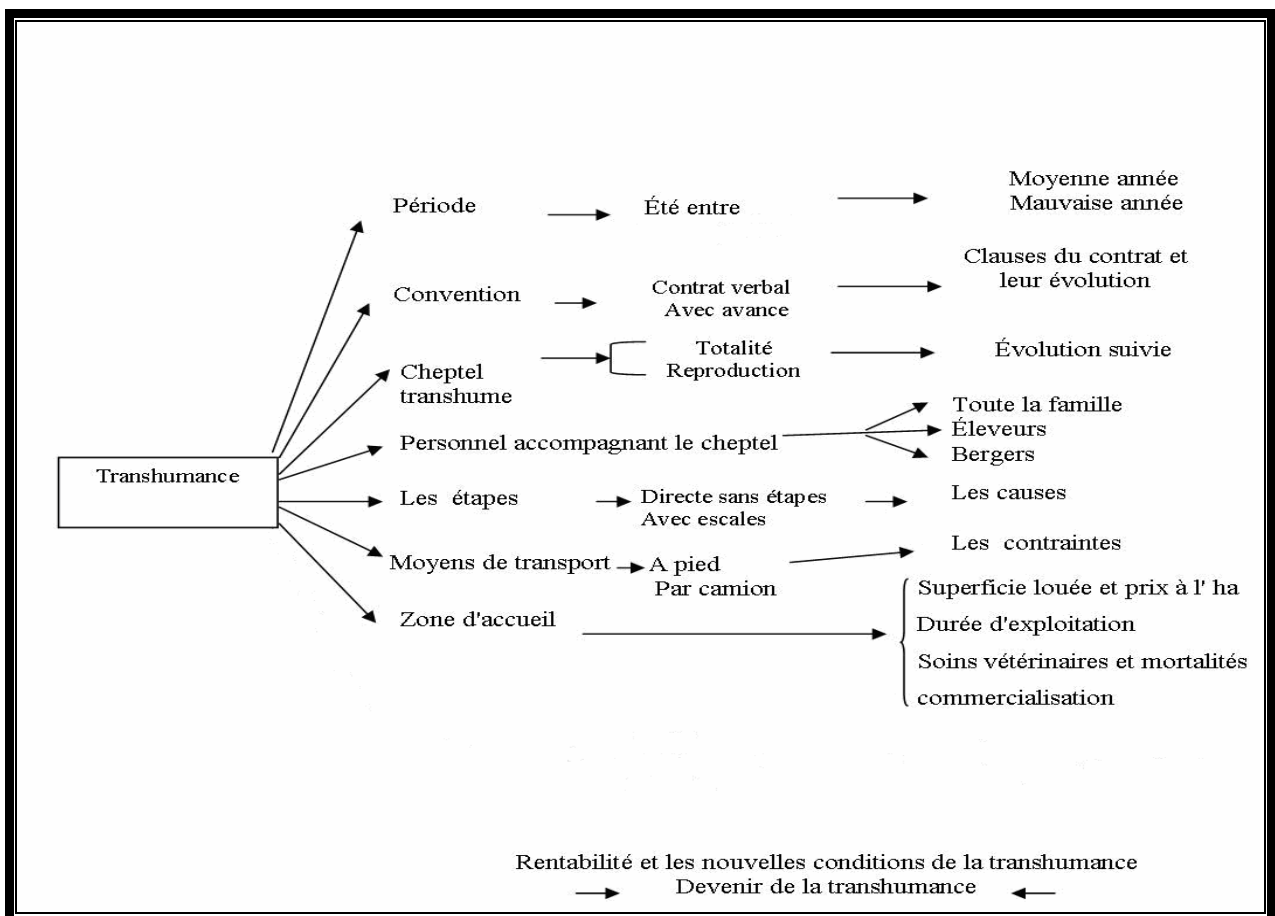 Transhumance
Période
Été entre
Moyenne année
Mauvaise année
Convention
Contrat verbal
Avec avance
Clauses du contrat et
leur évolution
Cheptel
transhume
Totalité
Reproduction
Évolution suivie
Personnel accompagnant le cheptel
Toute la famille
Éleveurs
Bergers
Les étapes
Directe sans étapes
Avec escales
Les causes
Moyens de transport
A pied
Par camion
Les contraintes
Zone d'accueil
Superficie louée et prix à l' ha
Durée d'exploitation
Soins vétérinaires et mortalités
commercialisation
Rentabilité et les nouvelles conditions de la transhumance
Devenir de la transhumance